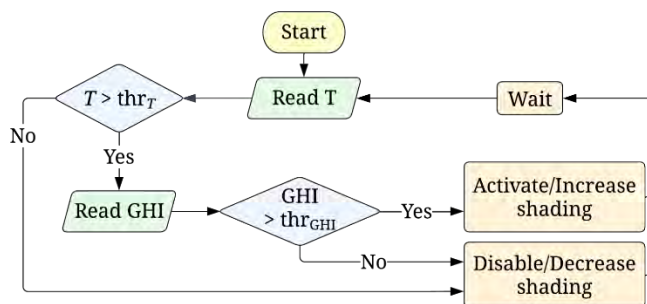 Start
T > thr_T
Read T
Wait
No
Yes
Read GHI
GHI
> thr_GHI
Yes
Activate/Increase
shading
No
Disable/Decrease
shading